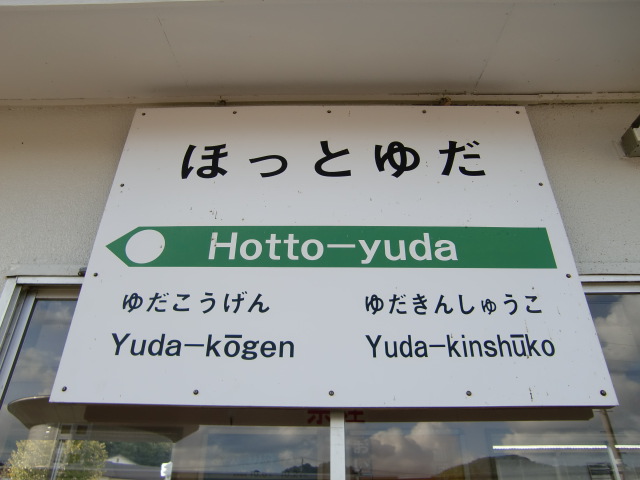 ほっとゆだ
Hotto-yuda
ゆだこうげん ゆだきんしゅうこ
Yuda-kōgen Yuda-kinshūko